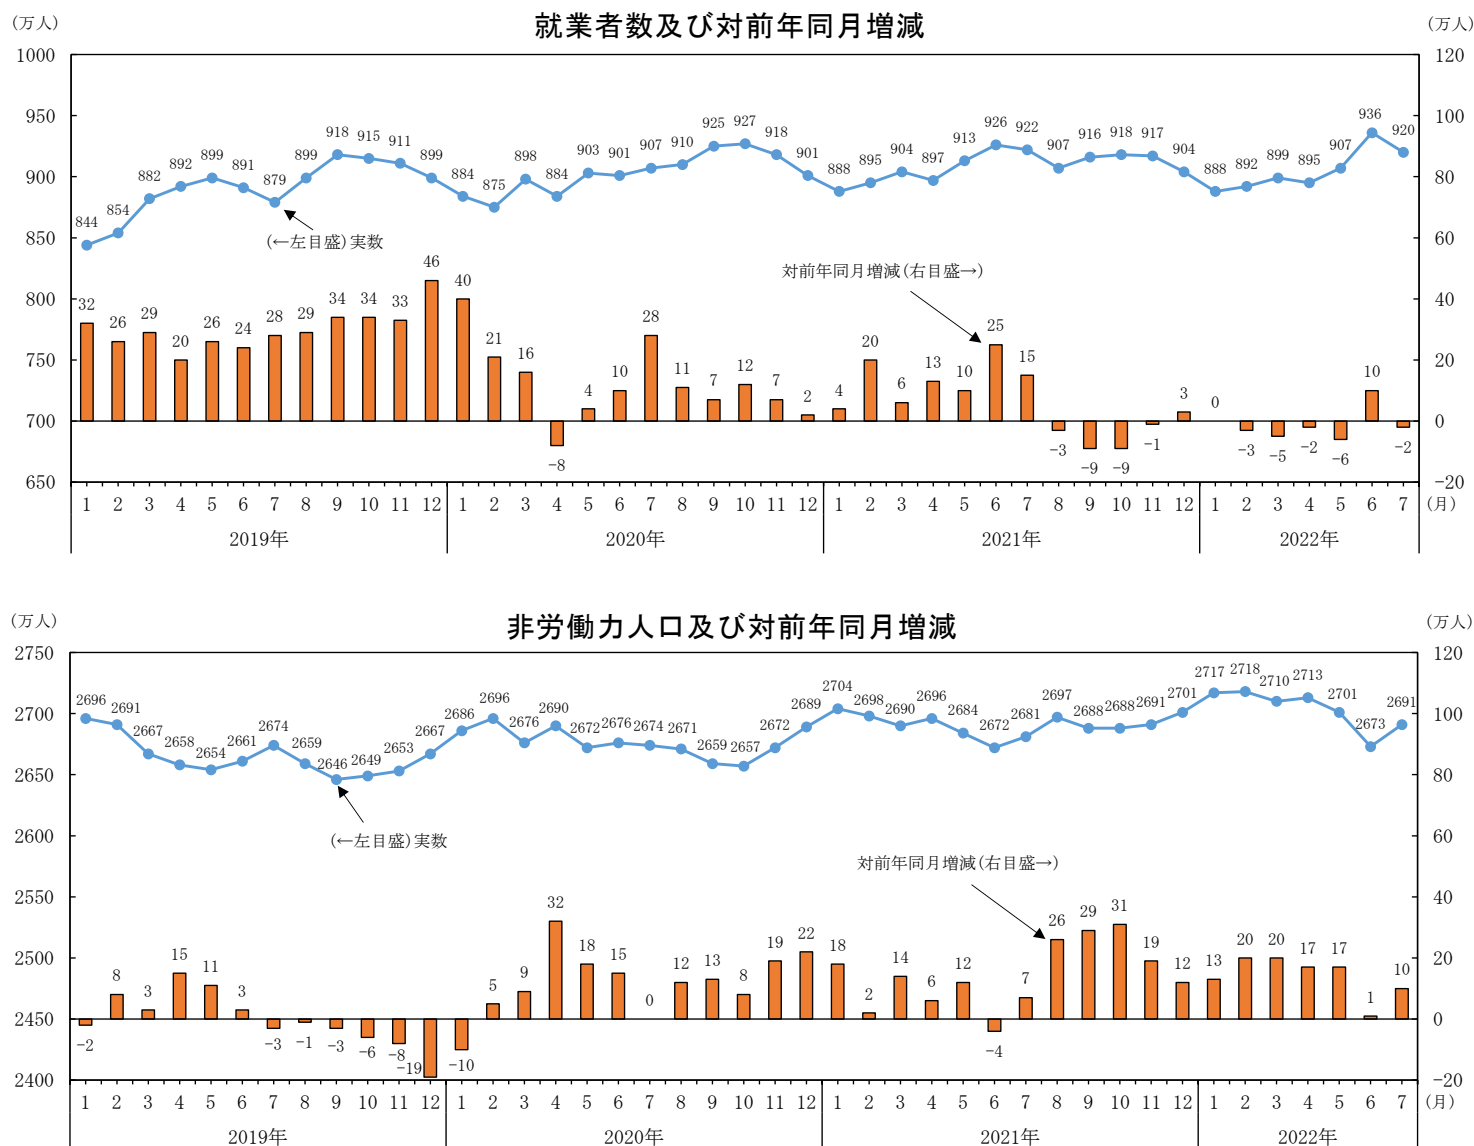 就業者数及び対前年同月増減
(万人) (万人)
1000 950 900 850 800 750 700 650
120 100 80 60 40 20 0 −20
844 854 882 892 899 891 879 899 918 915 911 899 884 875 898 884 903 901 907 910 925 927 918 901 888 895 904 897 913 926 922 907 916 918 917 904 888 892 899 895 907 936 920
(←左目盛)実数
対前年同月増減(右目盛→)
32 26 29 20 26 24 28 29 34 34 33 46 40 21 16 −8 4 10 28 11 7 12 7 2 4 20 6 13 10 25 15 −3 −9 −9 −1 3 0 −3 −5 −2 −6 10 −2
1 2 3 4 5 6 7 8 9 10 11 12 1 2 3 4 5 6 7 8 9 10 11 12 1 2 3 4 5 6 7 8 9 10 11 12 1 2 3 4 5 6 7 (月)
2019年 2020年 2021年 2022年
非労働力人口及び対前年同月増減
(万人) (万人)
2750 2700 2650 2600 2550 2500 2450 2400
120 100 80 60 40 20 0 −20
2696 2691 2667 2658 2654 2661 2674 2659 2646 2649 2653 2667 2686 2696 2676 2690 2672 2676 2674 2671 2659 2657 2672 2689 2704 2698 2690 2696 2684 2672 2681 2697 2688 2688 2691 2701 2717 2718 2710 2713 2701 2673 2691
(←左目盛)実数
対前年同月増減(右目盛→)
−2 8 3 15 11 3 −3 −1 −3 −6 −8 −19 −10 5 9 32 18 15 0 12 13 8 19 22 18 2 14 6 12 −4 7 26 29 31 19 12 13 20 20 17 17 1 10
1 2 3 4 5 6 7 8 9 10 11 12 1 2 3 4 5 6 7 8 9 10 11 12 1 2 3 4 5 6 7 8 9 10 11 12 1 2 3 4 5 6 7 (月)
2019年 2020年 2021年 2022年